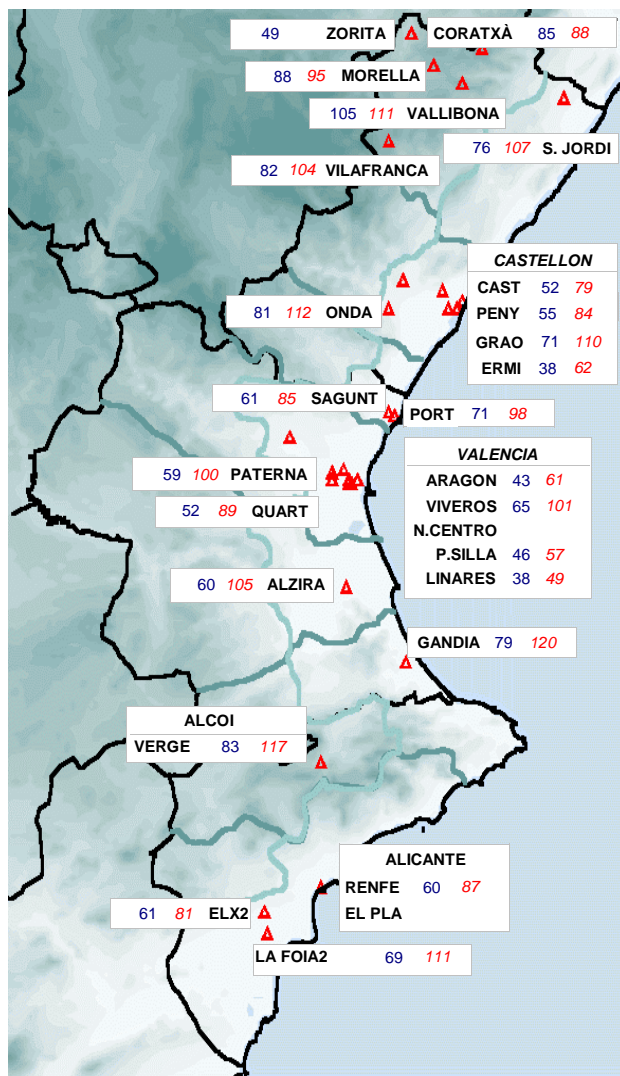 49 ZORITA
CORATXÀ 85 88
88 95 MORELLA
105 111 VALLIBONA
76 107 S. JORDI
82 104 VILAFRANCA
CASTELLON
CAST 52 79
PENY 55 84
GRAO 71 110
ERMI 38 62
81 112 ONDA
61 85 SAGUNT
PORT 71 98
VALENCIA
ARAGON 43 61
VIVEROS 65 101
N.CENTRO
P.SILLA 46 57
LINARES 38 49
59 100 PATERNA
52 89 QUART
60 105 ALZIRA
GANDIA 79 120
ALCOI
VERGE 83 117
ALICANTE
RENFE 60 87
EL PLA
61 81 ELX2
LA FOIA2 69 111